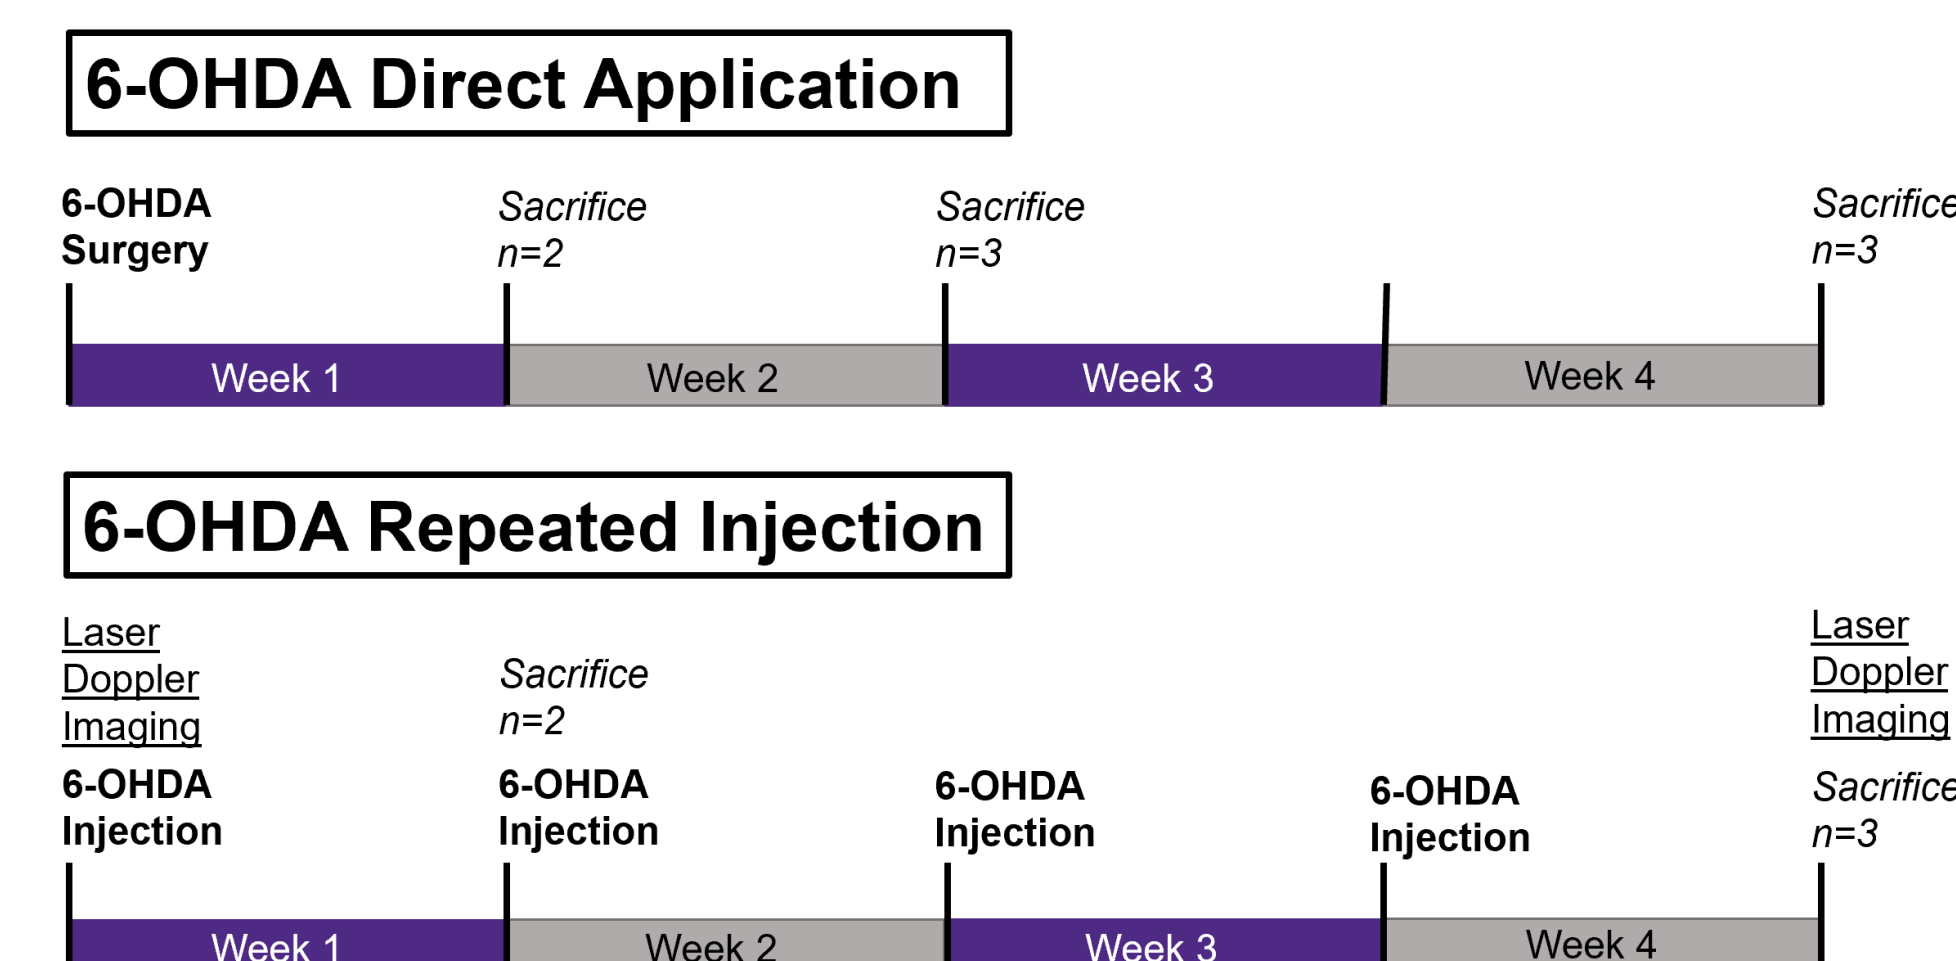 6-OHDA Direct Application
6-OHDA
Surgery
Sacrifice
n=2
Sacrifice
n=3
Sacrifice
n=3
Week 1
Week 2
Week 3
Week 4
6-OHDA Repeated Injection
Laser
Doppler
Imaging
Sacrifice
n=2
Laser
Doppler
Imaging
6-OHDA
Injection
6-OHDA
Injection
6-OHDA
Injection
6-OHDA
Injection
Sacrifice
n=3
Week 1
Week 2
Week 3
Week 4